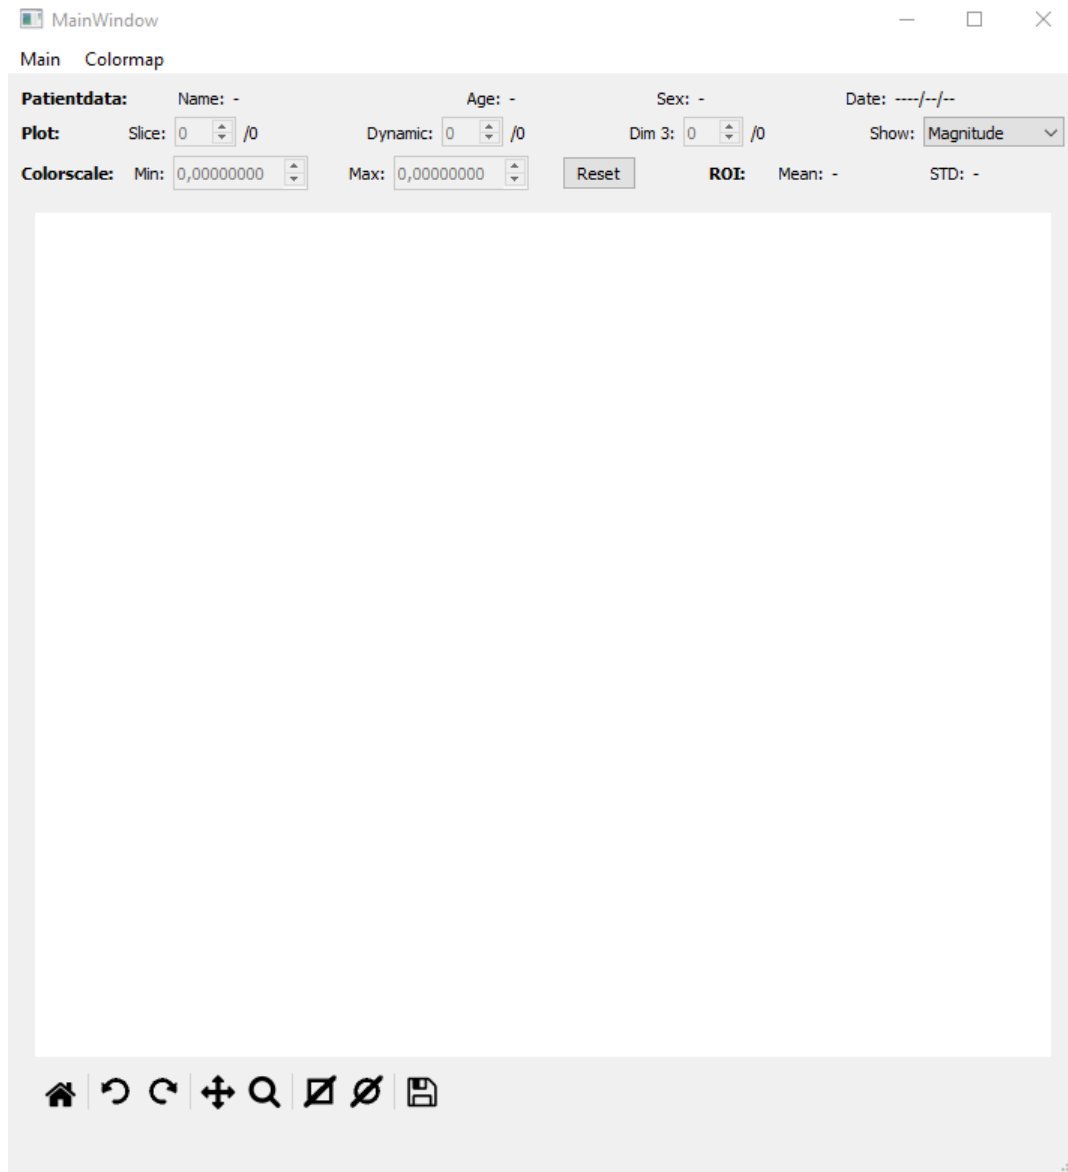 MainWindow
Main Colormap
Patientdata: Name: - Age: - Sex: - Date: ----/--/--
Plot: Slice: 0 /0 Dynamic: 0 /0 Dim 3: 0 /0 Show: Magnitude
Colorscale: Min: 0,00000000 Max: 0,00000000 Reset ROI: Mean: - STD: -